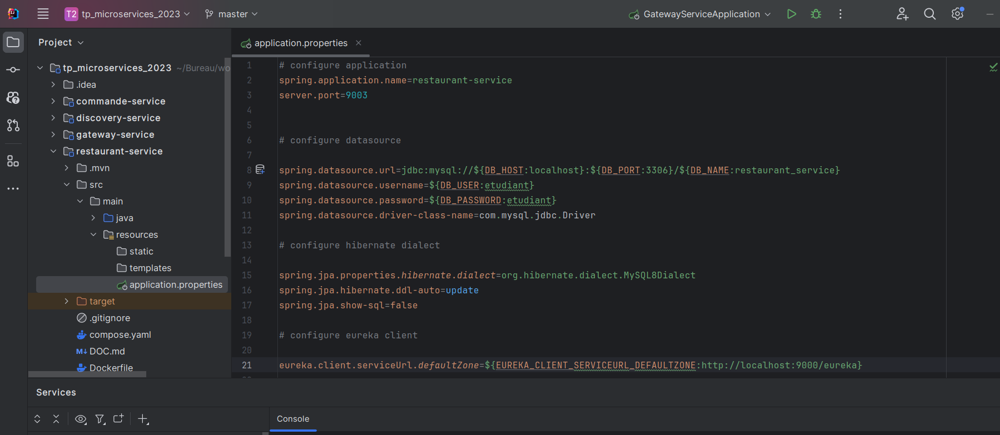 T2 tp_microservices_2023 master GatewayServiceApplication
Project
application.properties
tp_microservices_2023 ~/Bureau/wo
.idea
commande-service
discovery-service
gateway-service
restaurant-service
.mvn
src
main
java
resources
static
templates
application.properties
target
.gitignore
compose.yaml
M↓ DOC.md
Dockerfile
1 # configure application
2 spring.application.name=restaurant-service
3 server.port=9003
4
5
6 # configure datasource
7
8 spring.datasource.url=jdbc:mysql://${DB_HOST:localhost}:${DB_PORT:3306}/${DB_NAME:restaurant_service}
9 spring.datasource.username=${DB_USER:etudiant}
10 spring.datasource.password=${DB_PASSWORD:etudiant}
11 spring.datasource.driver-class-name=com.mysql.jdbc.Driver
12
13 # configure hibernate dialect
14
15 spring.jpa.properties.hibernate.dialect=org.hibernate.dialect.MySQL8Dialect
16 spring.jpa.hibernate.ddl-auto=update
17 spring.jpa.show-sql=false
18
19 # configure eureka client
20
21 eureka.client.serviceUrl.defaultZone=${EUREKA_CLIENT_SERVICEURL_DEFAULTZONE:http://localhost:9000/eureka}
Services
Console